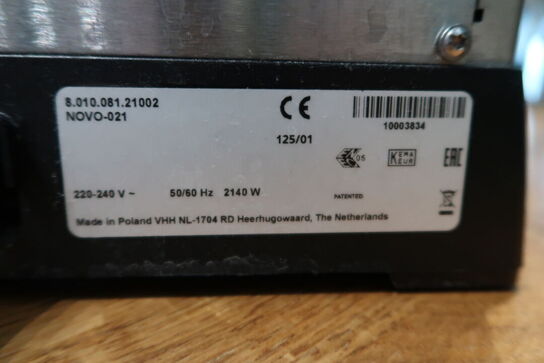 8.010.081.21002
NOVO-021
CE
10003834
125/01
05
KEMA
KEUR
EAC
220-240 V ~ 50/60 Hz 2140 W
PATENTED
Made in Poland VHH NL-1704 RD Heerhugowaard, The Netherlands